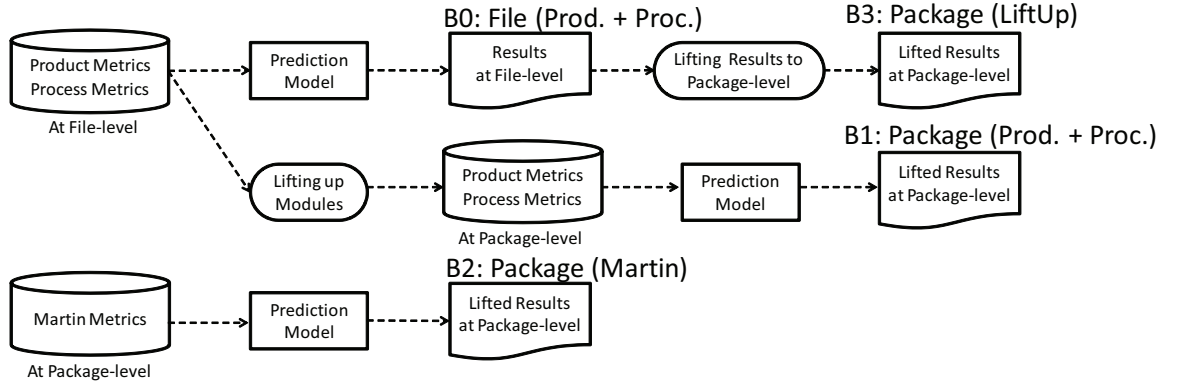 B0: File (Prod. + Proc.)
B3: Package (LiftUp)
Product Metrics
Process Metrics
At File-level
Prediction
Model
Results
at File-level
Lifting Results to
Package-level
Lifted Results
at Package-level
B1: Package (Prod. + Proc.)
Lifting up
Modules
Product Metrics
Process Metrics
At Package-level
Prediction
Model
Lifted Results
at Package-level
B2: Package (Martin)
Martin Metrics
At Package-level
Prediction
Model
Lifted Results
at Package-level